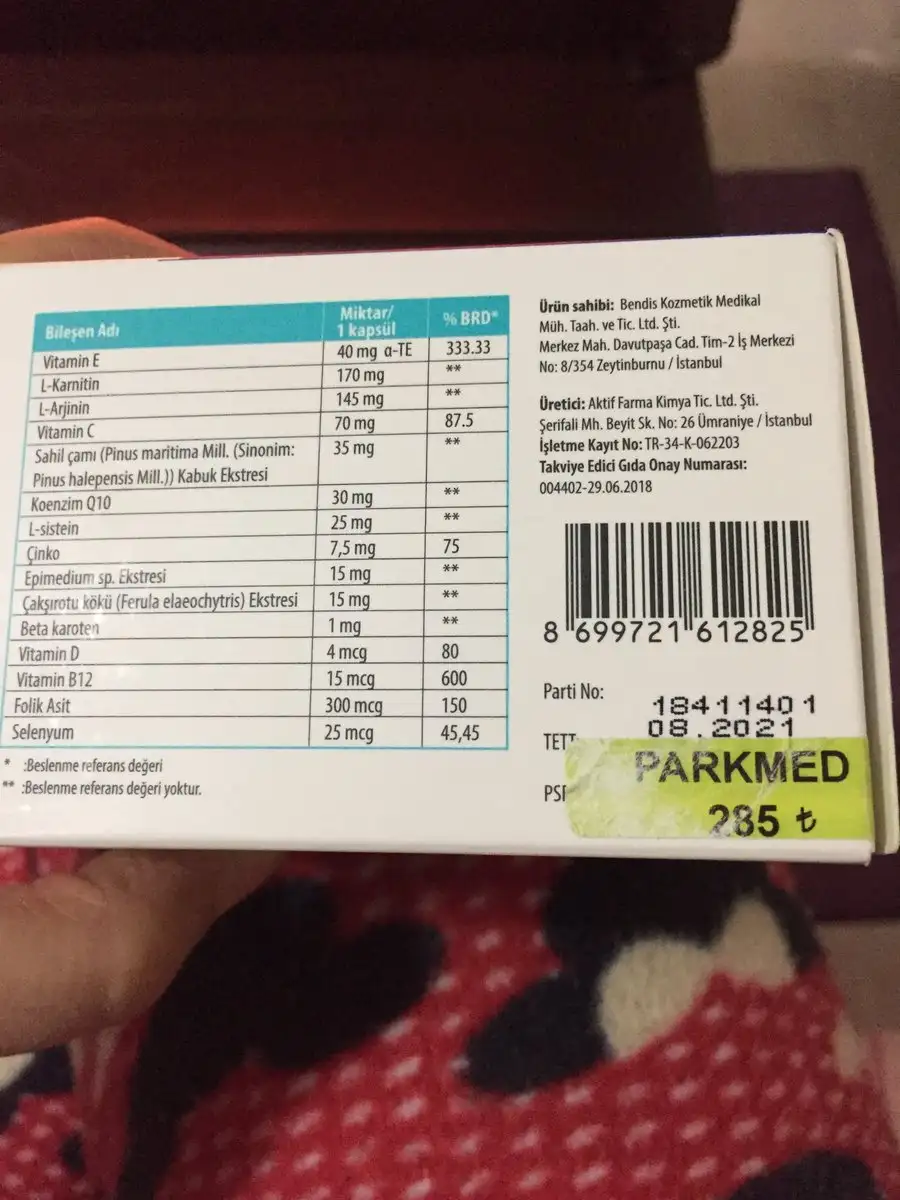 Bileşen Adı Miktar/ 1 kapsül % BRD*
Vitamin E 40 mg α-TE 333.33
L-Karnitin 170 mg **
L-Arjinin 145 mg **
Vitamin C 70 mg 87.5
Sahil çamı (Pinus maritima Mill. (Sinonim: 35 mg **
Pinus halepensis Mill.)) Kabuk Ekstresi
Koenzim Q10 30 mg **
L-sistein 25 mg **
Çinko 7,5 mg 75
Epimedium sp. Ekstresi 15 mg **
Çakşırotu kökü (Ferula elaeochytris) Ekstresi 15 mg **
Beta karoten 1 mg **
Vitamin D 4 mcg 80
Vitamin B12 15 mcg 600
Folik Asit 300 mcg 150
Selenyum 25 mcg 45,45
* :Beslenme referans değeri
** :Beslenme referans değeri yoktur.
Ürün sahibi: Bendis Kozmetik Medikal
Müh. Taah. ve Tic. Ltd. Şti.
Merkez Mah. Davutpaşa Cad. Tim-2 İş Merkezi
No: 8/354 Zeytinburnu / İstanbul
Üretici: Aktif Farma Kimya Tic. Ltd. Şti.
Şerifali Mh. Beyit Sk. No: 26 Ümraniye / İstanbul
İşletme Kayıt No: TR-34-K-062203
Takviye Edici Gıda Onay Numarası:
004402-29.06.2018
8 699721 612825
Parti No: 18411401
TETT 08.2021
PARKMED
PSF 285 ₺